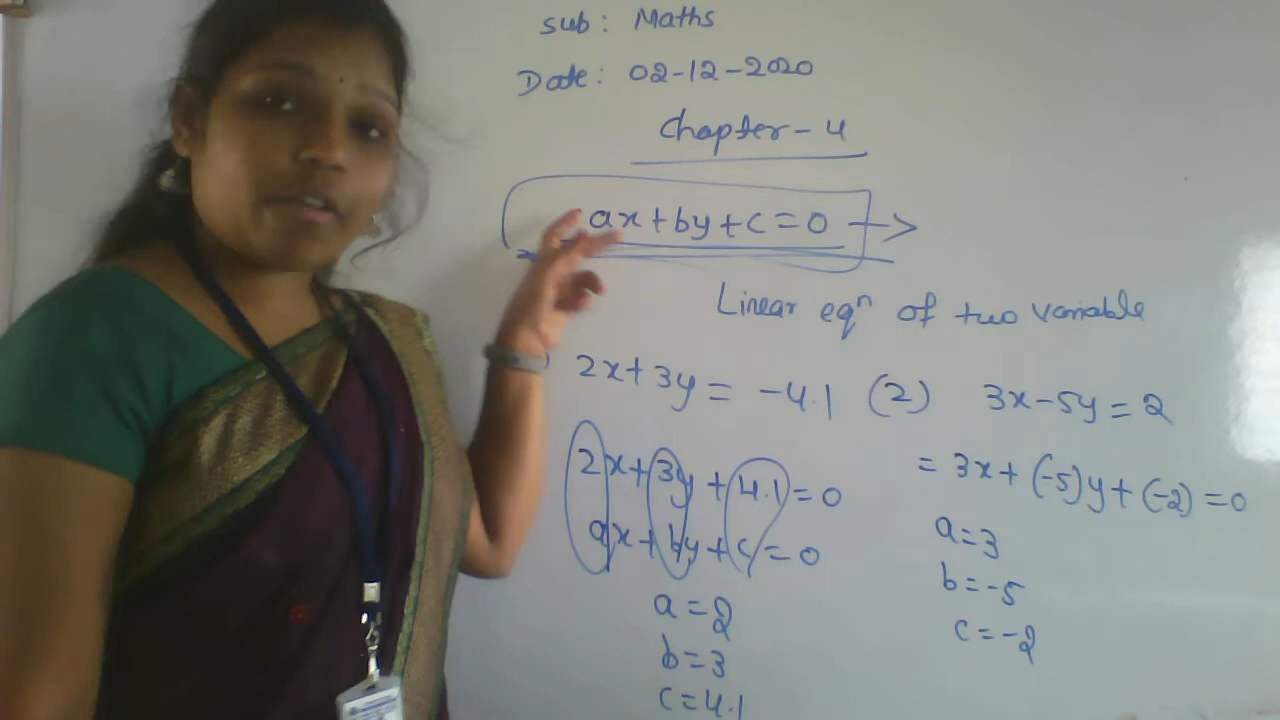 Sub: Maths
Date: 02-12-2020
Chapter-4
ax+by+c=0 →
Linear eqⁿ of two variable
) 2x+3y= -4.1
2x+3y+4.1=0
ax+by+c=0
a=2
b=3
c=4.1
(2) 3x-5y=2
= 3x+(-5)y+(-2)=0
a=3
b=-5
c=-2